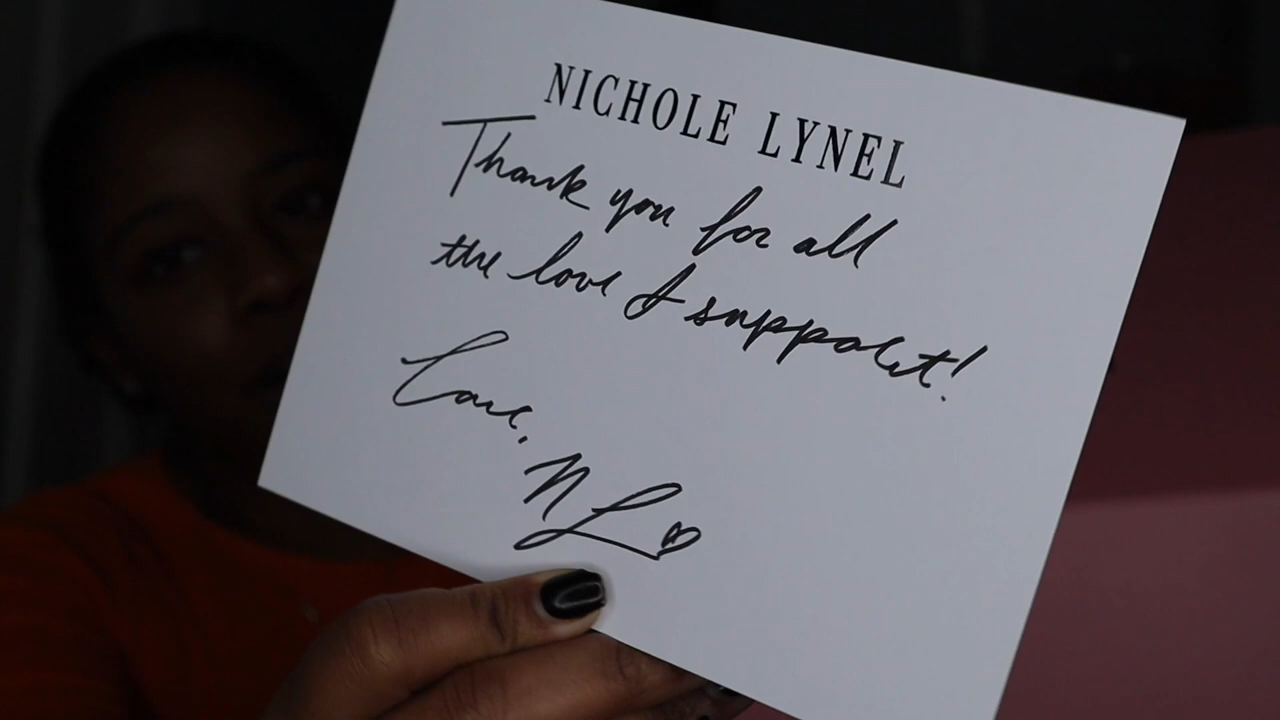 NICHOLE LYNEL
Thank you for all
the love & support!
Love,
NL♡